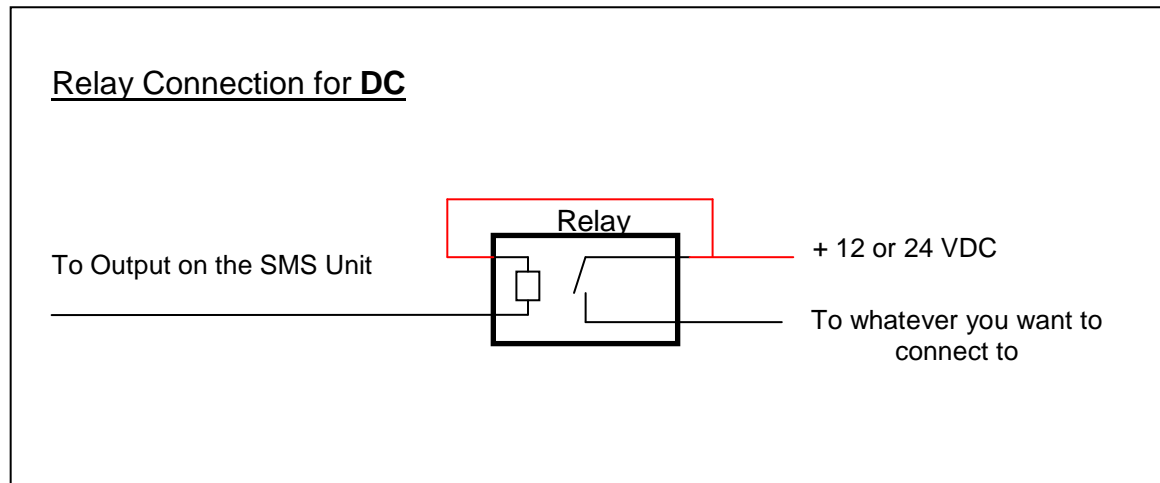 Relay Connection for DC
Relay
To Output on the SMS Unit
+ 12 or 24 VDC
To whatever you want to
connect to